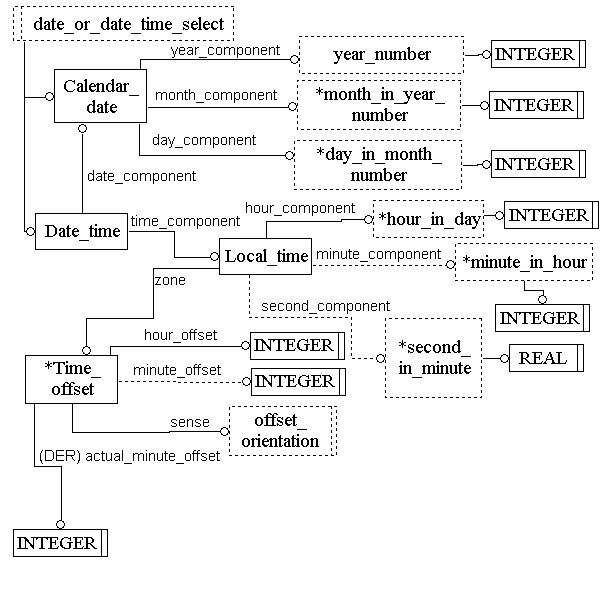 date_or_date_time_select
year_component
year_number
INTEGER
Calendar_
date
month_component
*month_in_year_
number
INTEGER
day_component
*day_in_month_
number
INTEGER
date_component
hour_component
*hour_in_day
INTEGER
Date_time
time_component
Local_time
minute_component
*minute_in_hour
zone
second_component
INTEGER
hour_offset
INTEGER
*second_
in_minute
REAL
*Time_
offset
minute_offset
INTEGER
sense
offset_
orientation
(DER) actual_minute_offset
INTEGER